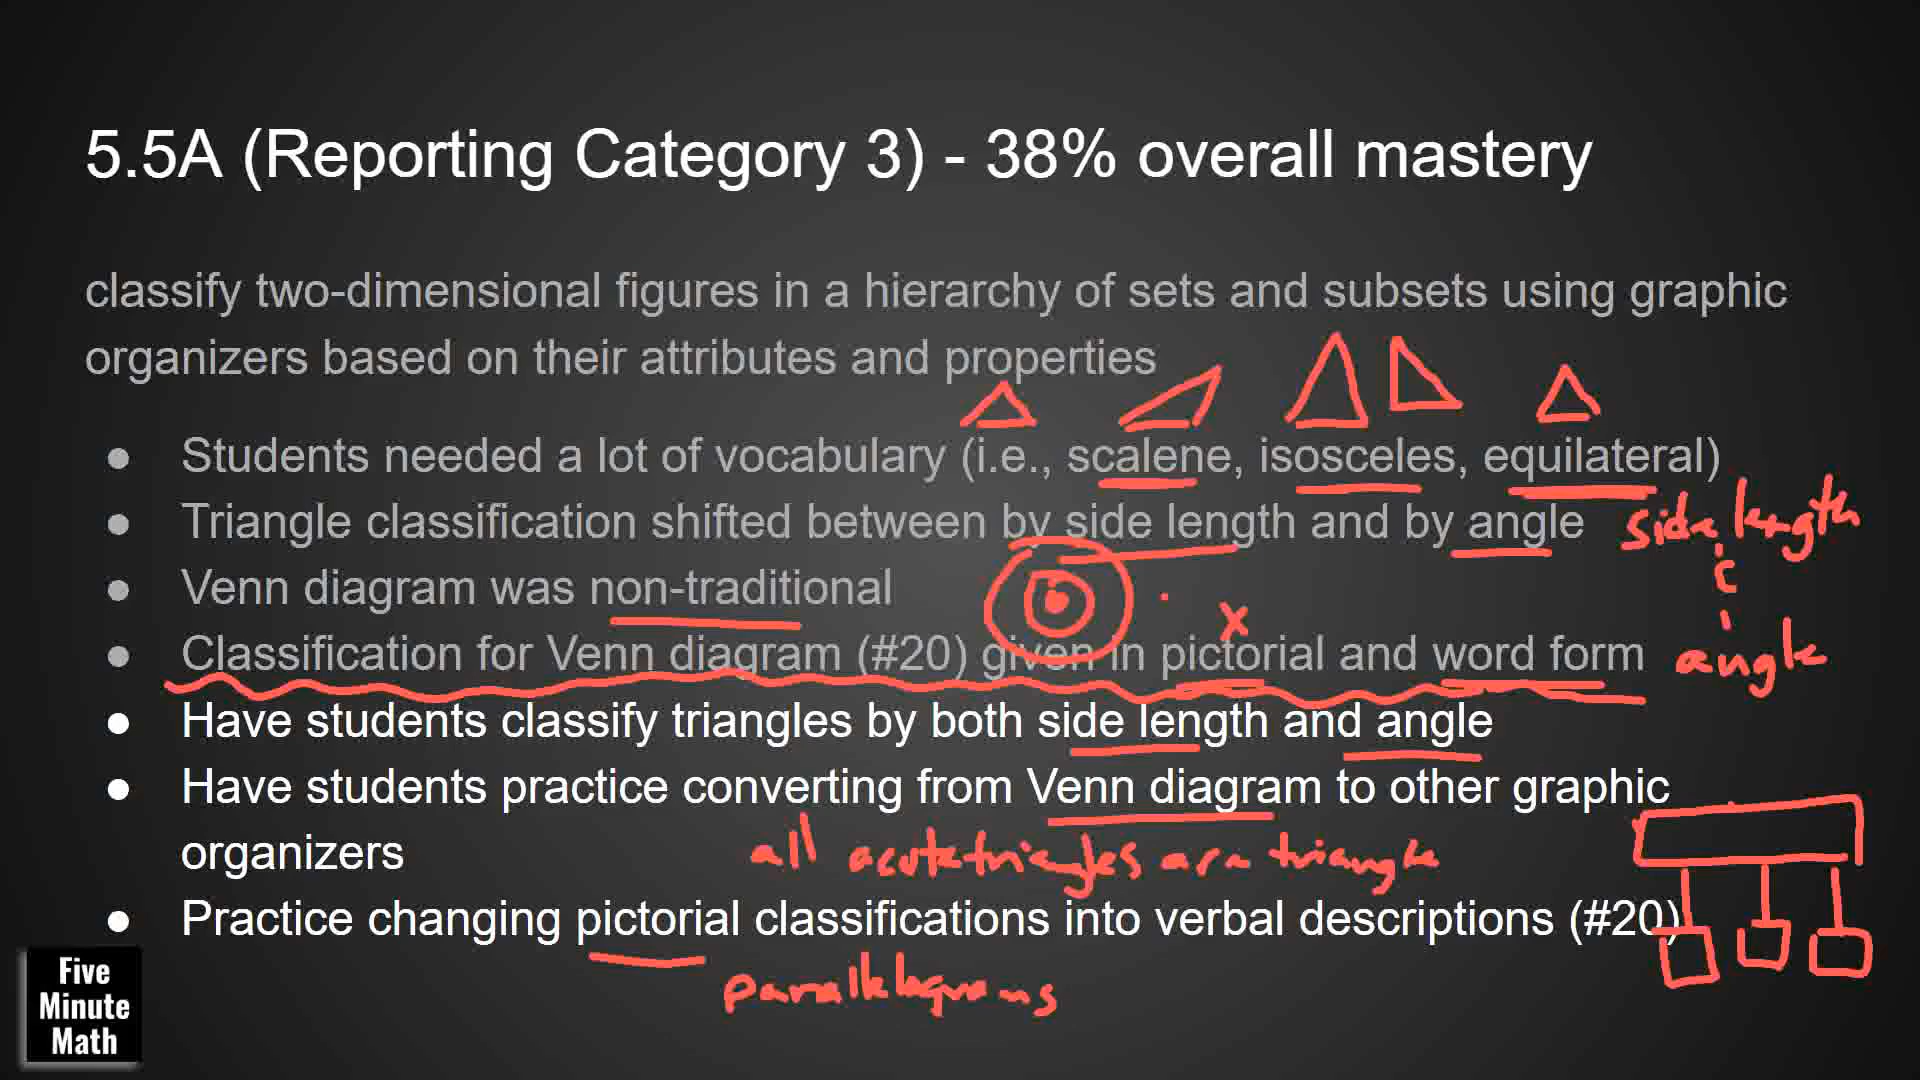 5.5A (Reporting Category 3) - 38% overall mastery
classify two-dimensional figures in a hierarchy of sets and subsets using graphic
organizers based on their attributes and properties
● Students needed a lot of vocabulary (i.e., scalene, isosceles, equilateral)
● Triangle classification shifted between by side length and by angle
side length
● Venn diagram was non-traditional
x
● Classification for Venn diagram (#20) given in pictorial and word form
angle
● Have students classify triangles by both side length and angle
● Have students practice converting from Venn diagram to other graphic
organizers
all acute triangles are triangle
● Practice changing pictorial classifications into verbal descriptions (#20)
parallelograms
Five
Minute
Math